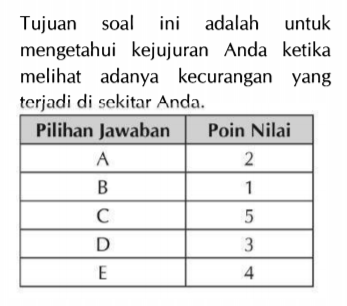 Tujuan soal ini adalah untuk
mengetahui kejujuran Anda ketika
melihat adanya kecurangan yang
terjadi di sekitar Anda.
Pilihan Jawaban Poin Nilai
A 2
B 1
C 5
D 3
E 4